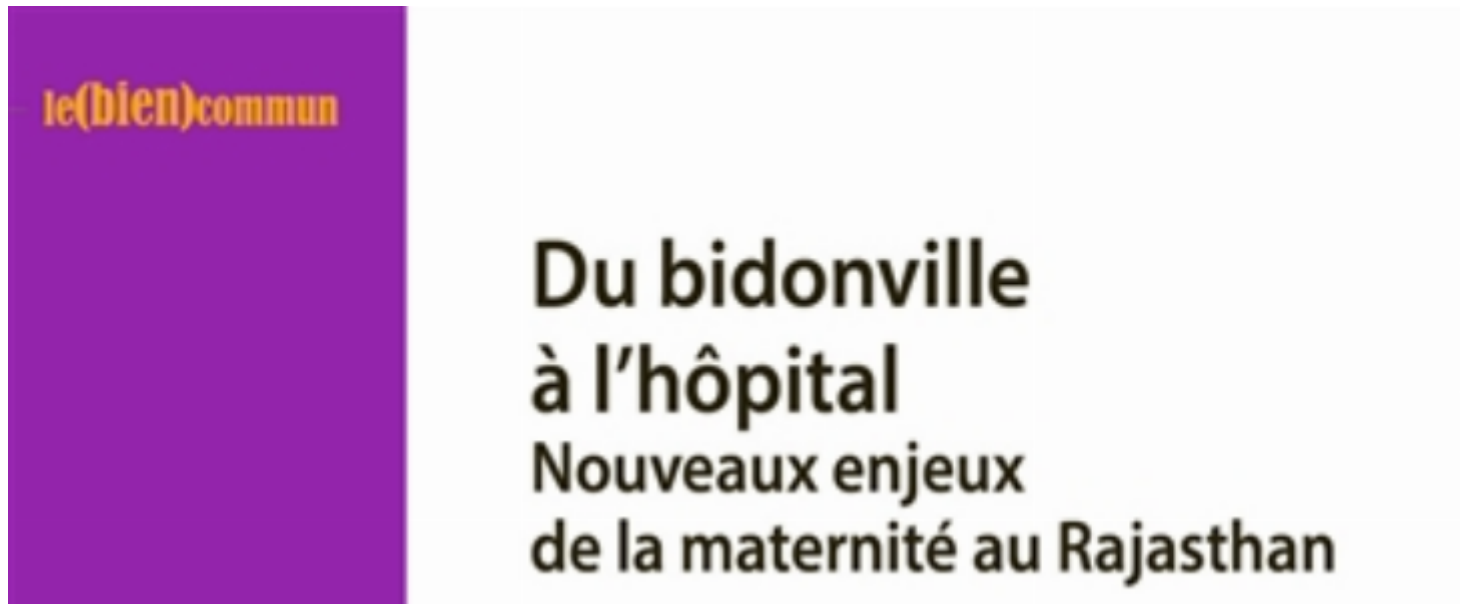 le(bien)commun
Du bidonville
à l’hôpital
Nouveaux enjeux
de la maternité au Rajasthan